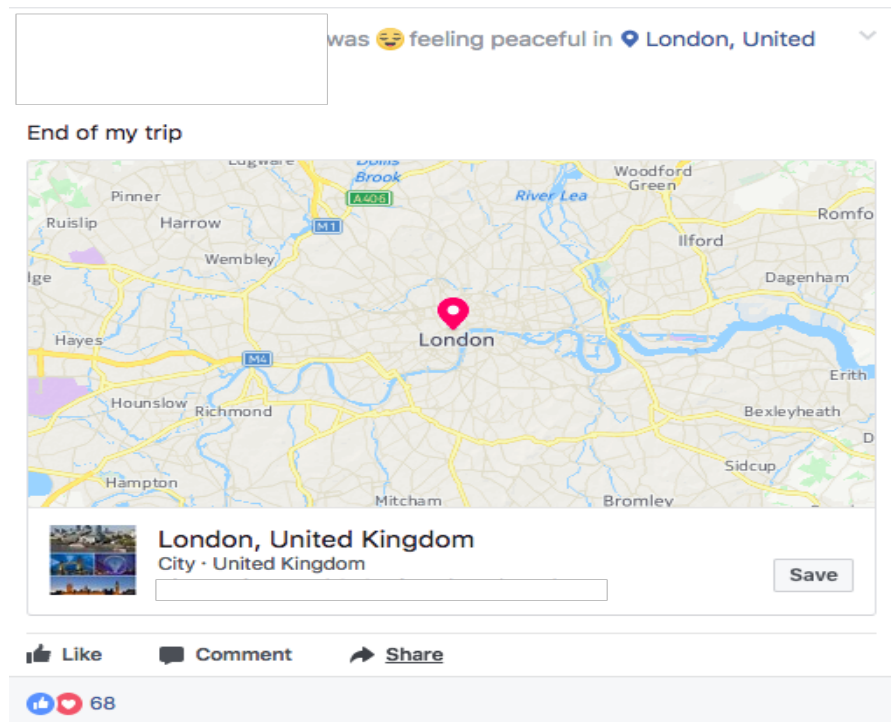 was feeling peaceful in London, United
End of my trip
Brook
Woodford
Green
Pinner
A406
River Lea
Romfo
Ruislip
Harrow
M1
Ilford
Wembley
lge
Dagenham
London
Hayes
M4
Erith
Hounslow
Richmond
Bexleyheath
D
Sidcup
Hampton
Mitcham
Bromley
London, United Kingdom
City · United Kingdom
Save
Like Comment Share
68